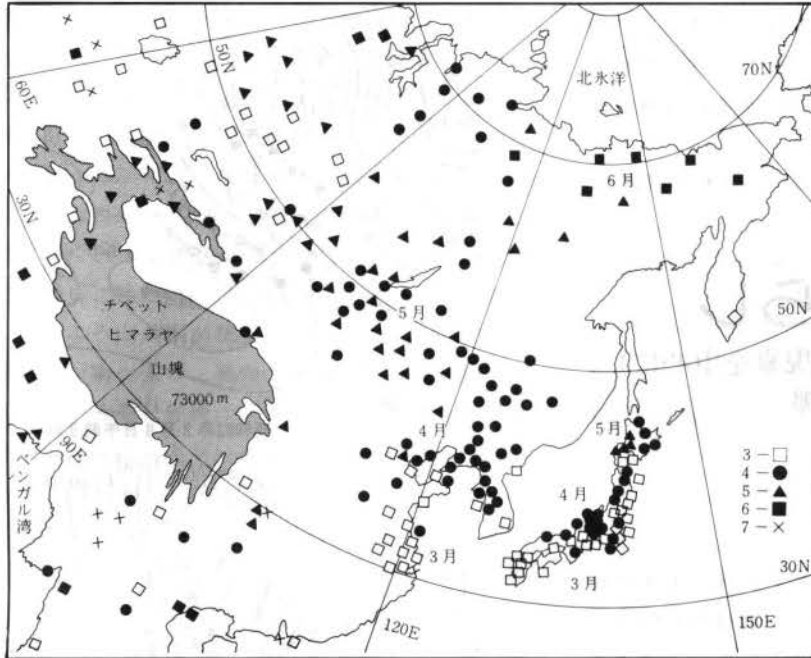 60E
50N
北氷洋
70N
30N
6月
チベット
ヒマラヤ
山塊
73000m
5月
50N
90E
ベンガル湾
4月
5月
4月
3-□
4-●
5-▲
6-■
7-×
3月
3月
30N
120E
150E